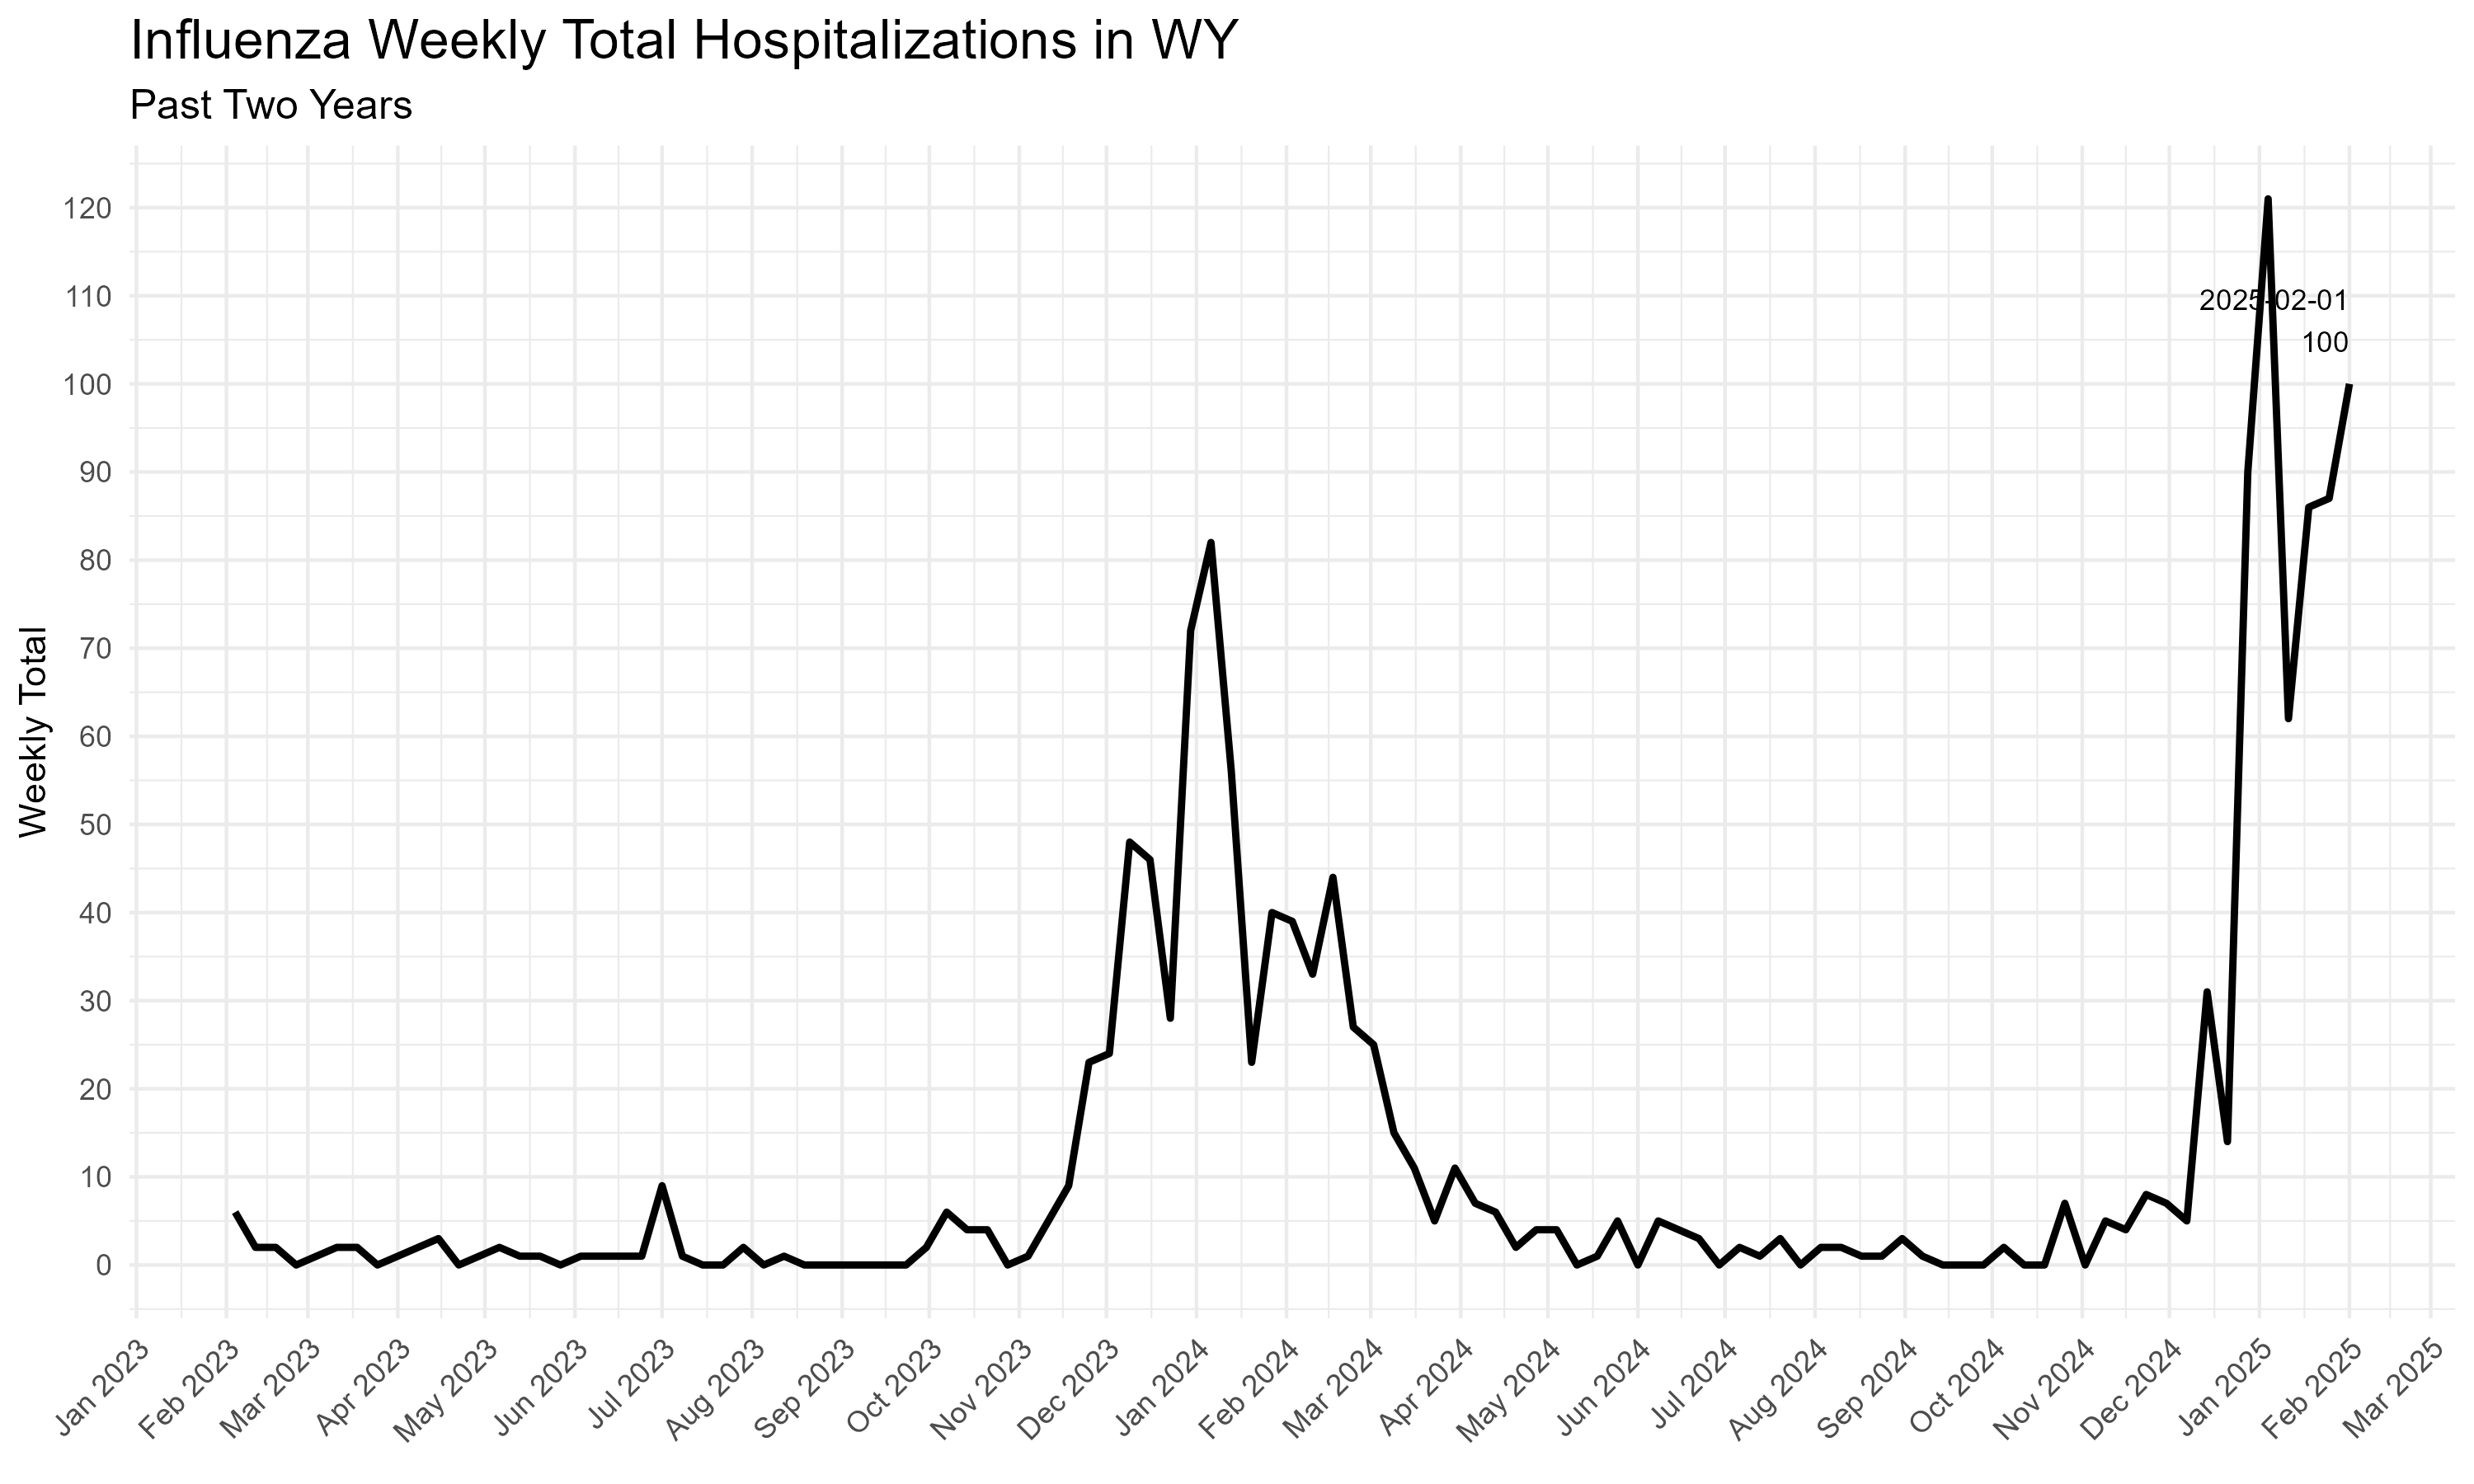 Influenza Weekly Total Hospitalizations in WY
Past Two Years
Weekly Total
120
110
100
90
80
70
60
50
40
30
20
10
0
2025-02-01
100
Jan 2023
Feb 2023
Mar 2023
Apr 2023
May 2023
Jun 2023
Jul 2023
Aug 2023
Sep 2023
Oct 2023
Nov 2023
Dec 2023
Jan 2024
Feb 2024
Mar 2024
Apr 2024
May 2024
Jun 2024
Jul 2024
Aug 2024
Sep 2024
Oct 2024
Nov 2024
Dec 2024
Jan 2025
Feb 2025
Mar 2025